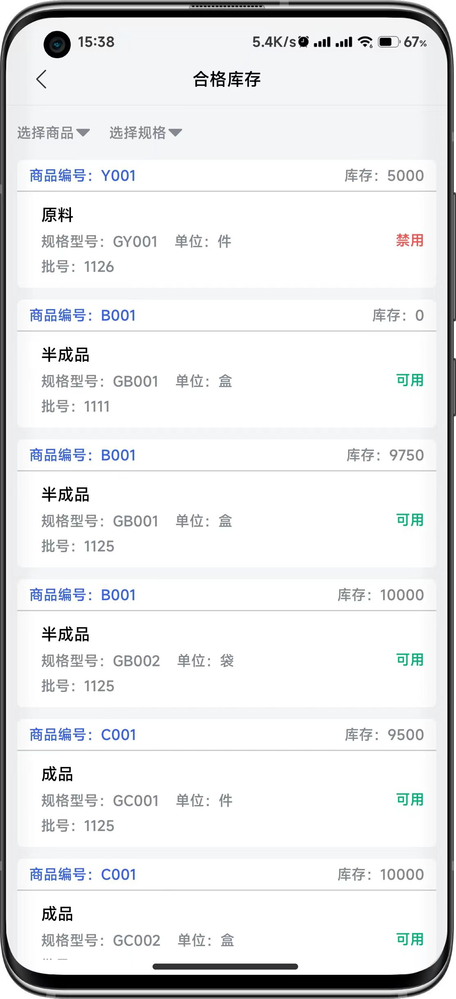 15:38 5.4K/s 67%
合格库存
选择商品 选择规格
商品编号：Y001 库存：5000
原料
规格型号：GY001 单位：件 禁用
批号：1126
商品编号：B001 库存：0
半成品
规格型号：GB001 单位：盒 可用
批号：1111
商品编号：B001 库存：9750
半成品
规格型号：GB001 单位：盒 可用
批号：1125
商品编号：B001 库存：10000
半成品
规格型号：GB002 单位：袋 可用
批号：1125
商品编号：C001 库存：9500
成品
规格型号：GC001 单位：件 可用
批号：1125
商品编号：C001 库存：10000
成品
规格型号：GC002 单位：盒 可用